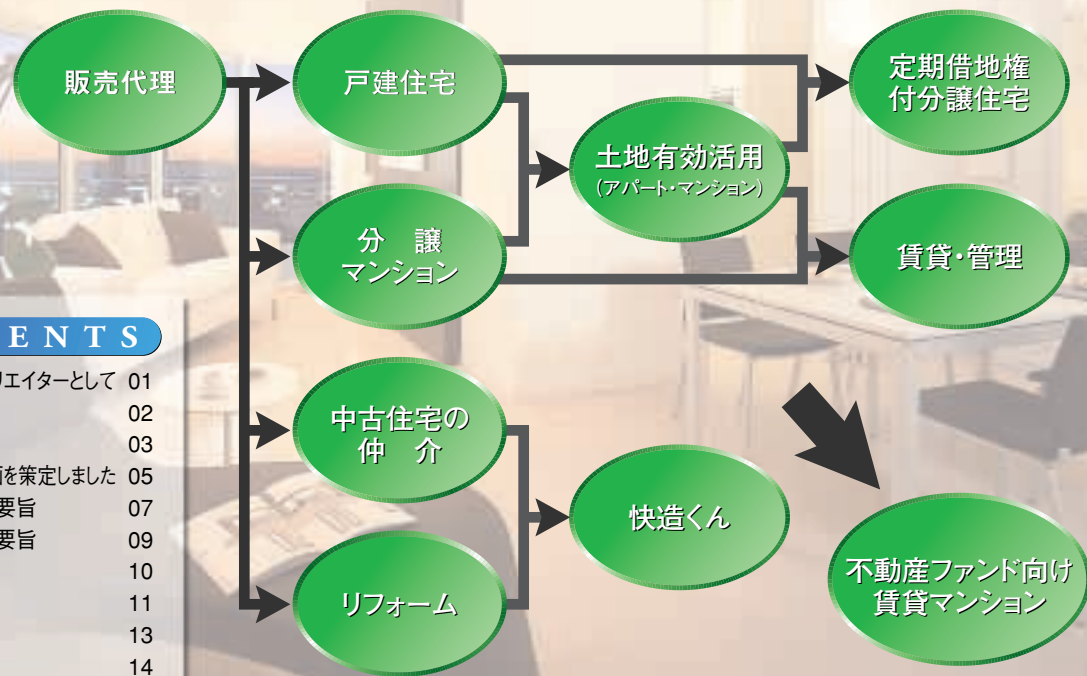 販売代理
戸建住宅
定期借地権
付分譲住宅
土地有効活用
(アパート・マンション)
分　譲
マンション
賃貸・管理
中古住宅の
仲　介
快造くん
リフォーム
不動産ファンド向け
賃貸マンション
ENTS
リエイターとして 01
02
03
画を策定しました 05
要旨 07
要旨 09
10
11
13
14